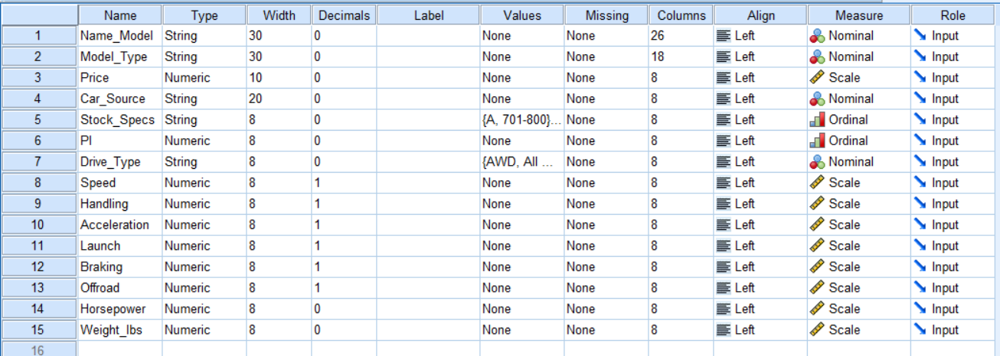 Name Type Width Decimals Label Values Missing Columns Align Measure Role
1 Name_Model String 30 0 None None 26 Left Nominal Input
2 Model_Type String 30 0 None None 18 Left Nominal Input
3 Price Numeric 10 0 None None 8 Left Scale Input
4 Car_Source String 20 0 None None 8 Left Nominal Input
5 Stock_Specs String 8 0 {A, 701-800}... None 8 Left Ordinal Input
6 PI Numeric 8 0 None None 8 Left Ordinal Input
7 Drive_Type String 8 0 {AWD, All ... None 8 Left Nominal Input
8 Speed Numeric 8 1 None None 8 Left Scale Input
9 Handling Numeric 8 1 None None 8 Left Scale Input
10 Acceleration Numeric 8 1 None None 8 Left Scale Input
11 Launch Numeric 8 1 None None 8 Left Scale Input
12 Braking Numeric 8 1 None None 8 Left Scale Input
13 Offroad Numeric 8 1 None None 8 Left Scale Input
14 Horsepower Numeric 8 0 None None 8 Left Scale Input
15 Weight_lbs Numeric 8 0 None None 8 Left Scale Input
16